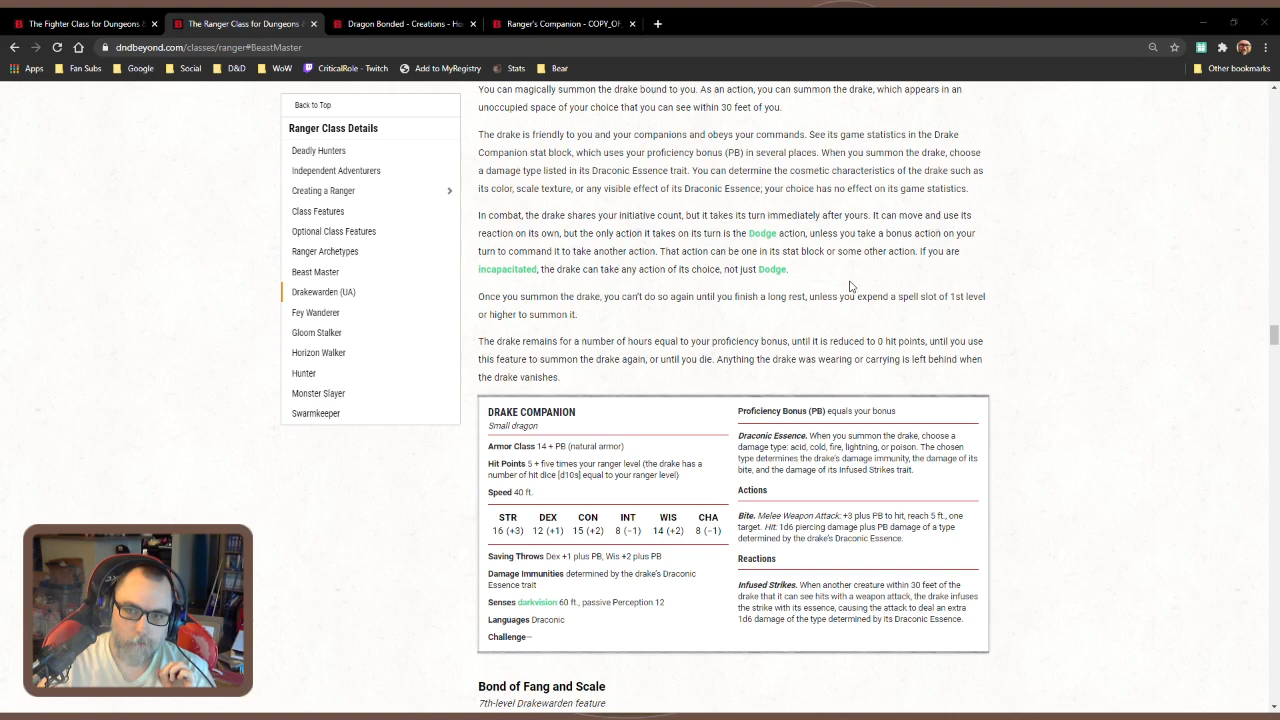 The Fighter Class for Dungeons &
The Ranger Class for Dungeons &
Dragon Bonded - Creations - Ho
Ranger's Companion - COPY_OF
dndbeyond.com/classes/ranger#BeastMaster
Apps
Fan Subs
Google
Social
D&D
WoW
CriticalRole - Twitch
Add to MyRegistry
Stats
Bear
Other bookmarks
Back to Top
Ranger Class Details
Deadly Hunters
Independent Adventurers
Creating a Ranger
Class Features
Optional Class Features
Ranger Archetypes
Beast Master
Drakewarden (UA)
Fey Wanderer
Gloom Stalker
Horizon Walker
Hunter
Monster Slayer
Swarmkeeper
You can magically summon the drake bound to you. As an action, you can summon the drake, which appears in an
unoccupied space of your choice that you can see within 30 feet of you.
The drake is friendly to you and your companions and obeys your commands. See its game statistics in the Drake
Companion stat block, which uses your proficiency bonus (PB) in several places. When you summon the drake, choose
a damage type listed in its Draconic Essence trait. You can determine the cosmetic characteristics of the drake such as
its color, scale texture, or any visible effect of its Draconic Essence; your choice has no effect on its game statistics.
In combat, the drake shares your initiative count, but it takes its turn immediately after yours. It can move and use its
reaction on its own, but the only action it takes on its turn is the Dodge action, unless you take a bonus action on your
turn to command it to take another action. That action can be one in its stat block or some other action. If you are
incapacitated, the drake can take any action of its choice, not just Dodge.
Once you summon the drake, you can't do so again until you finish a long rest, unless you expend a spell slot of 1st level
or higher to summon it.
The drake remains for a number of hours equal to your proficiency bonus, until it is reduced to 0 hit points, until you use
this feature to summon the drake again, or until you die. Anything the drake was wearing or carrying is left behind when
the drake vanishes.
DRAKE COMPANION
Small dragon
Armor Class 14 + PB (natural armor)
Hit Points 5 + five times your ranger level (the drake has a
number of hit dice [d10s] equal to your ranger level)
Speed 40 ft.
STR DEX CON INT WIS CHA
16 (+3) 12 (+1) 15 (+2) 8 (−1) 14 (+2) 8 (−1)
Saving Throws Dex +1 plus PB, Wis +2 plus PB
Damage Immunities determined by the drake's Draconic
Essence trait
Senses darkvision 60 ft., passive Perception 12
Languages Draconic
Challenge—
Proficiency Bonus (PB) equals your bonus
Draconic Essence. When you summon the drake, choose a
damage type: acid, cold, fire, lightning, or poison. The chosen
type determines the drake's damage immunity, the damage of its
bite, and the damage of its Infused Strikes trait.
Actions
Bite. Melee Weapon Attack: +3 plus PB to hit, reach 5 ft., one
target. Hit: 1d6 piercing damage plus PB damage of a type
determined by the drake's Draconic Essence.
Reactions
Infused Strikes. When another creature within 30 feet of the
drake that it can see hits with a weapon attack, the drake infuses
the strike with its essence, causing the attack to deal an extra
1d6 damage of the type determined by its Draconic Essence.
Bond of Fang and Scale
7th-level Drakewarden feature